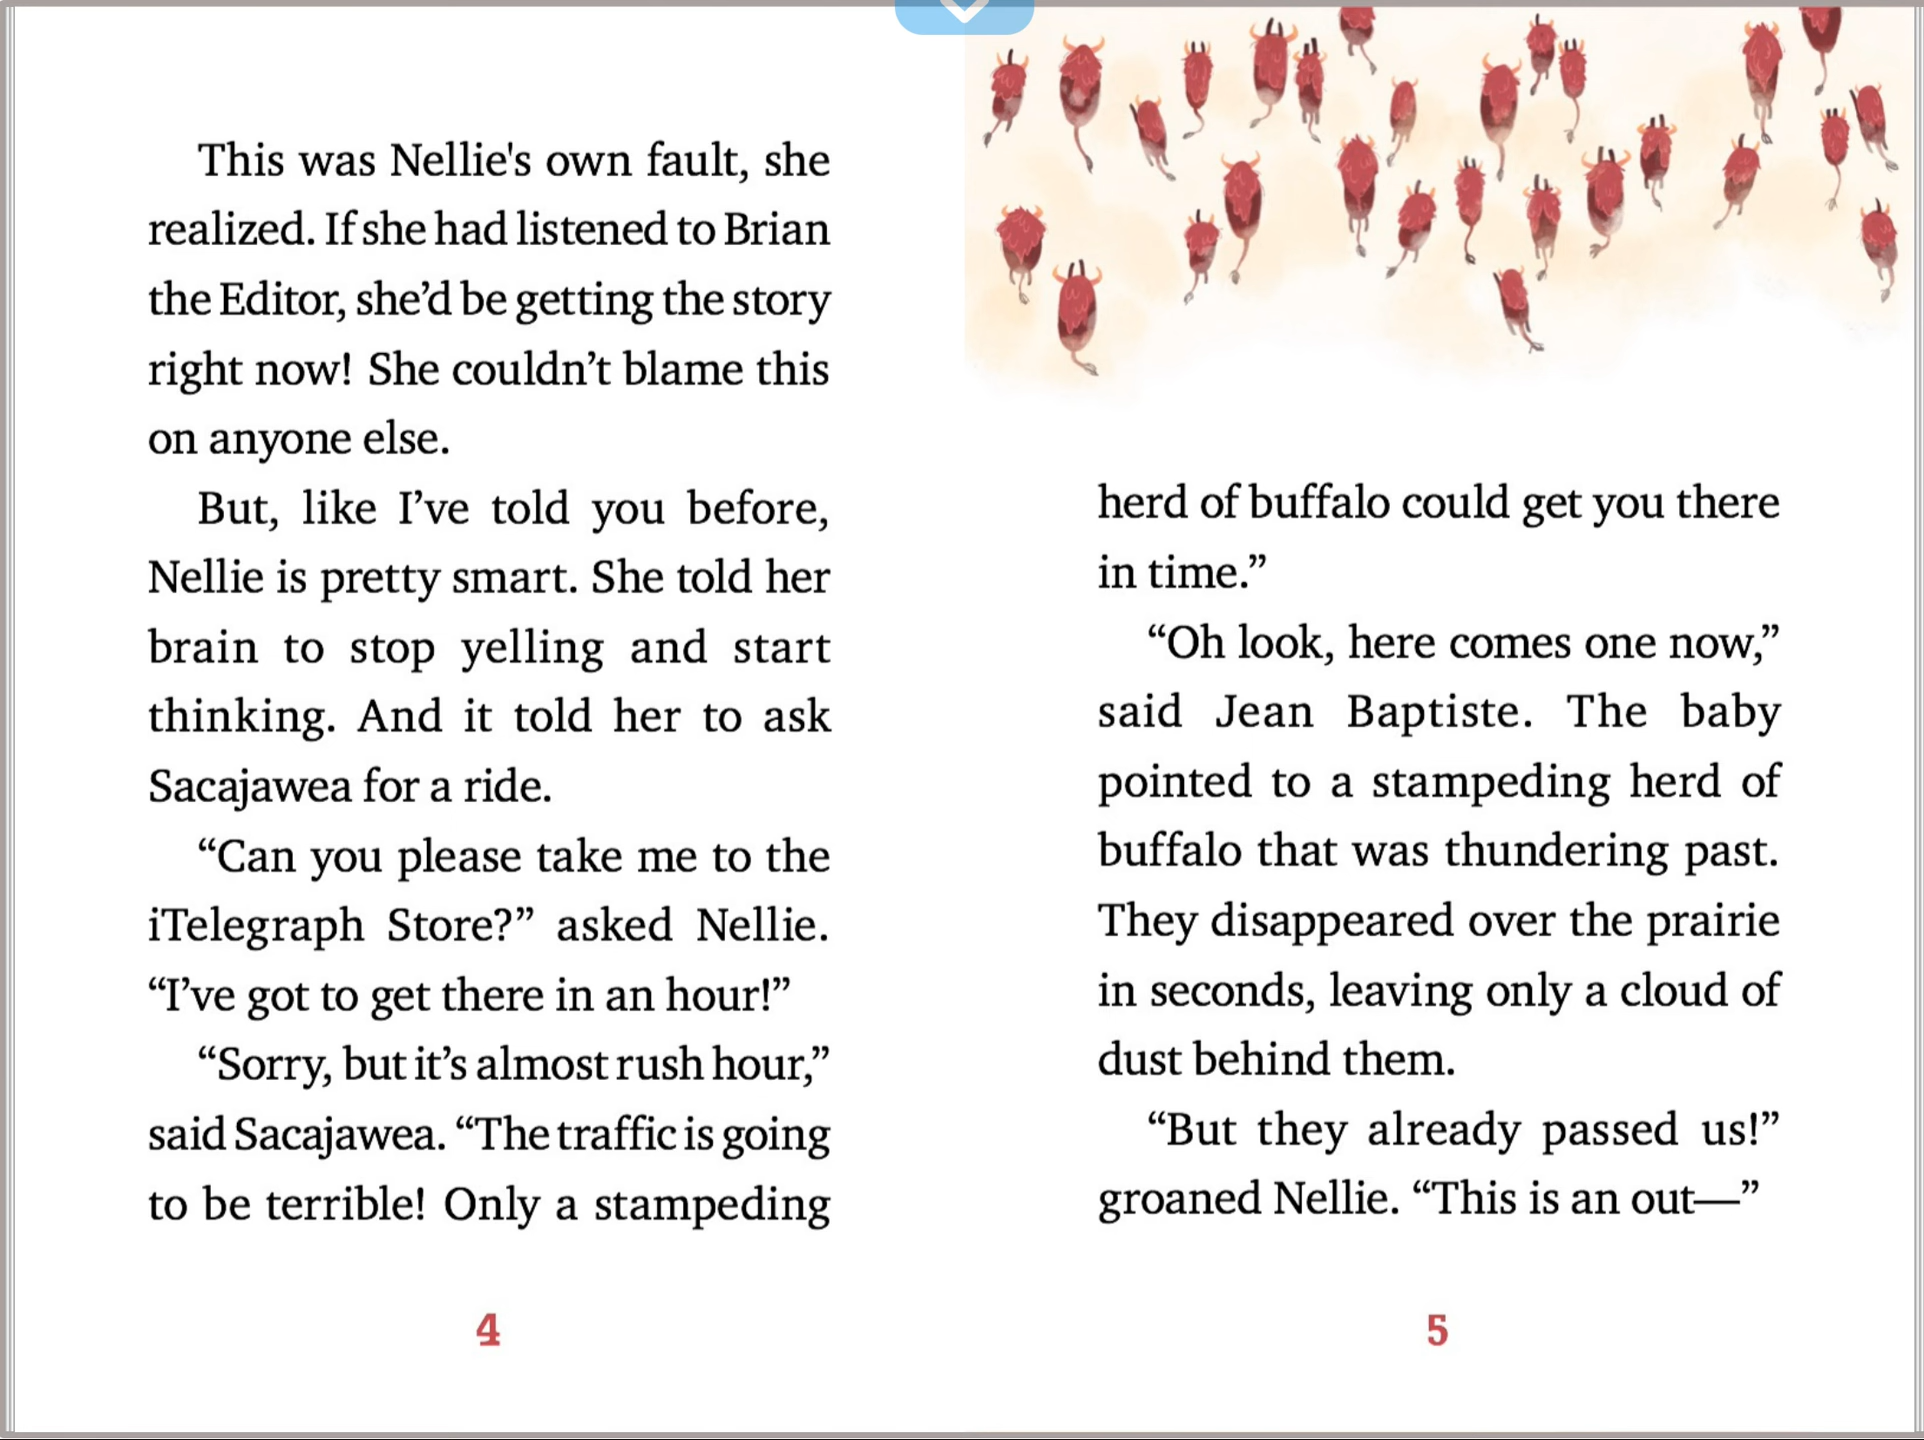 This was Nellie's own fault, she
realized. If she had listened to Brian
the Editor, she’d be getting the story
right now! She couldn’t blame this
on anyone else.
But, like I’ve told you before,
Nellie is pretty smart. She told her
brain to stop yelling and start
thinking. And it told her to ask
Sacajawea for a ride.
“Can you please take me to the
iTelegraph Store?” asked Nellie.
“I’ve got to get there in an hour!”
“Sorry, but it’s almost rush hour,”
said Sacajawea. “The traffic is going
to be terrible! Only a stampeding
4
herd of buffalo could get you there
in time.”
“Oh look, here comes one now,”
said Jean Baptiste. The baby
pointed to a stampeding herd of
buffalo that was thundering past.
They disappeared over the prairie
in seconds, leaving only a cloud of
dust behind them.
“But they already passed us!”
groaned Nellie. “This is an out—”
5